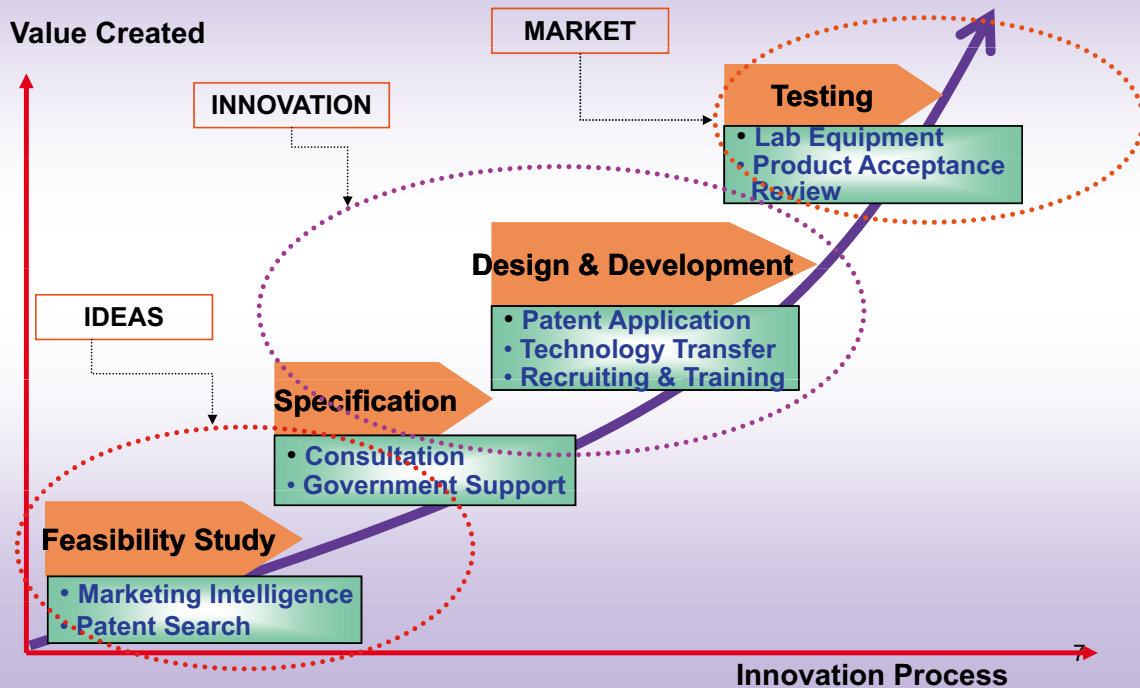 Value Created
MARKET
Testing
• Lab Equipment
• Product Acceptance
Review
INNOVATION
Design & Development
• Patent Application
• Technology Transfer
• Recruiting & Training
IDEAS
Specification
• Consultation
• Government Support
Feasibility Study
• Marketing Intelligence
• Patent Search
7
Innovation Process